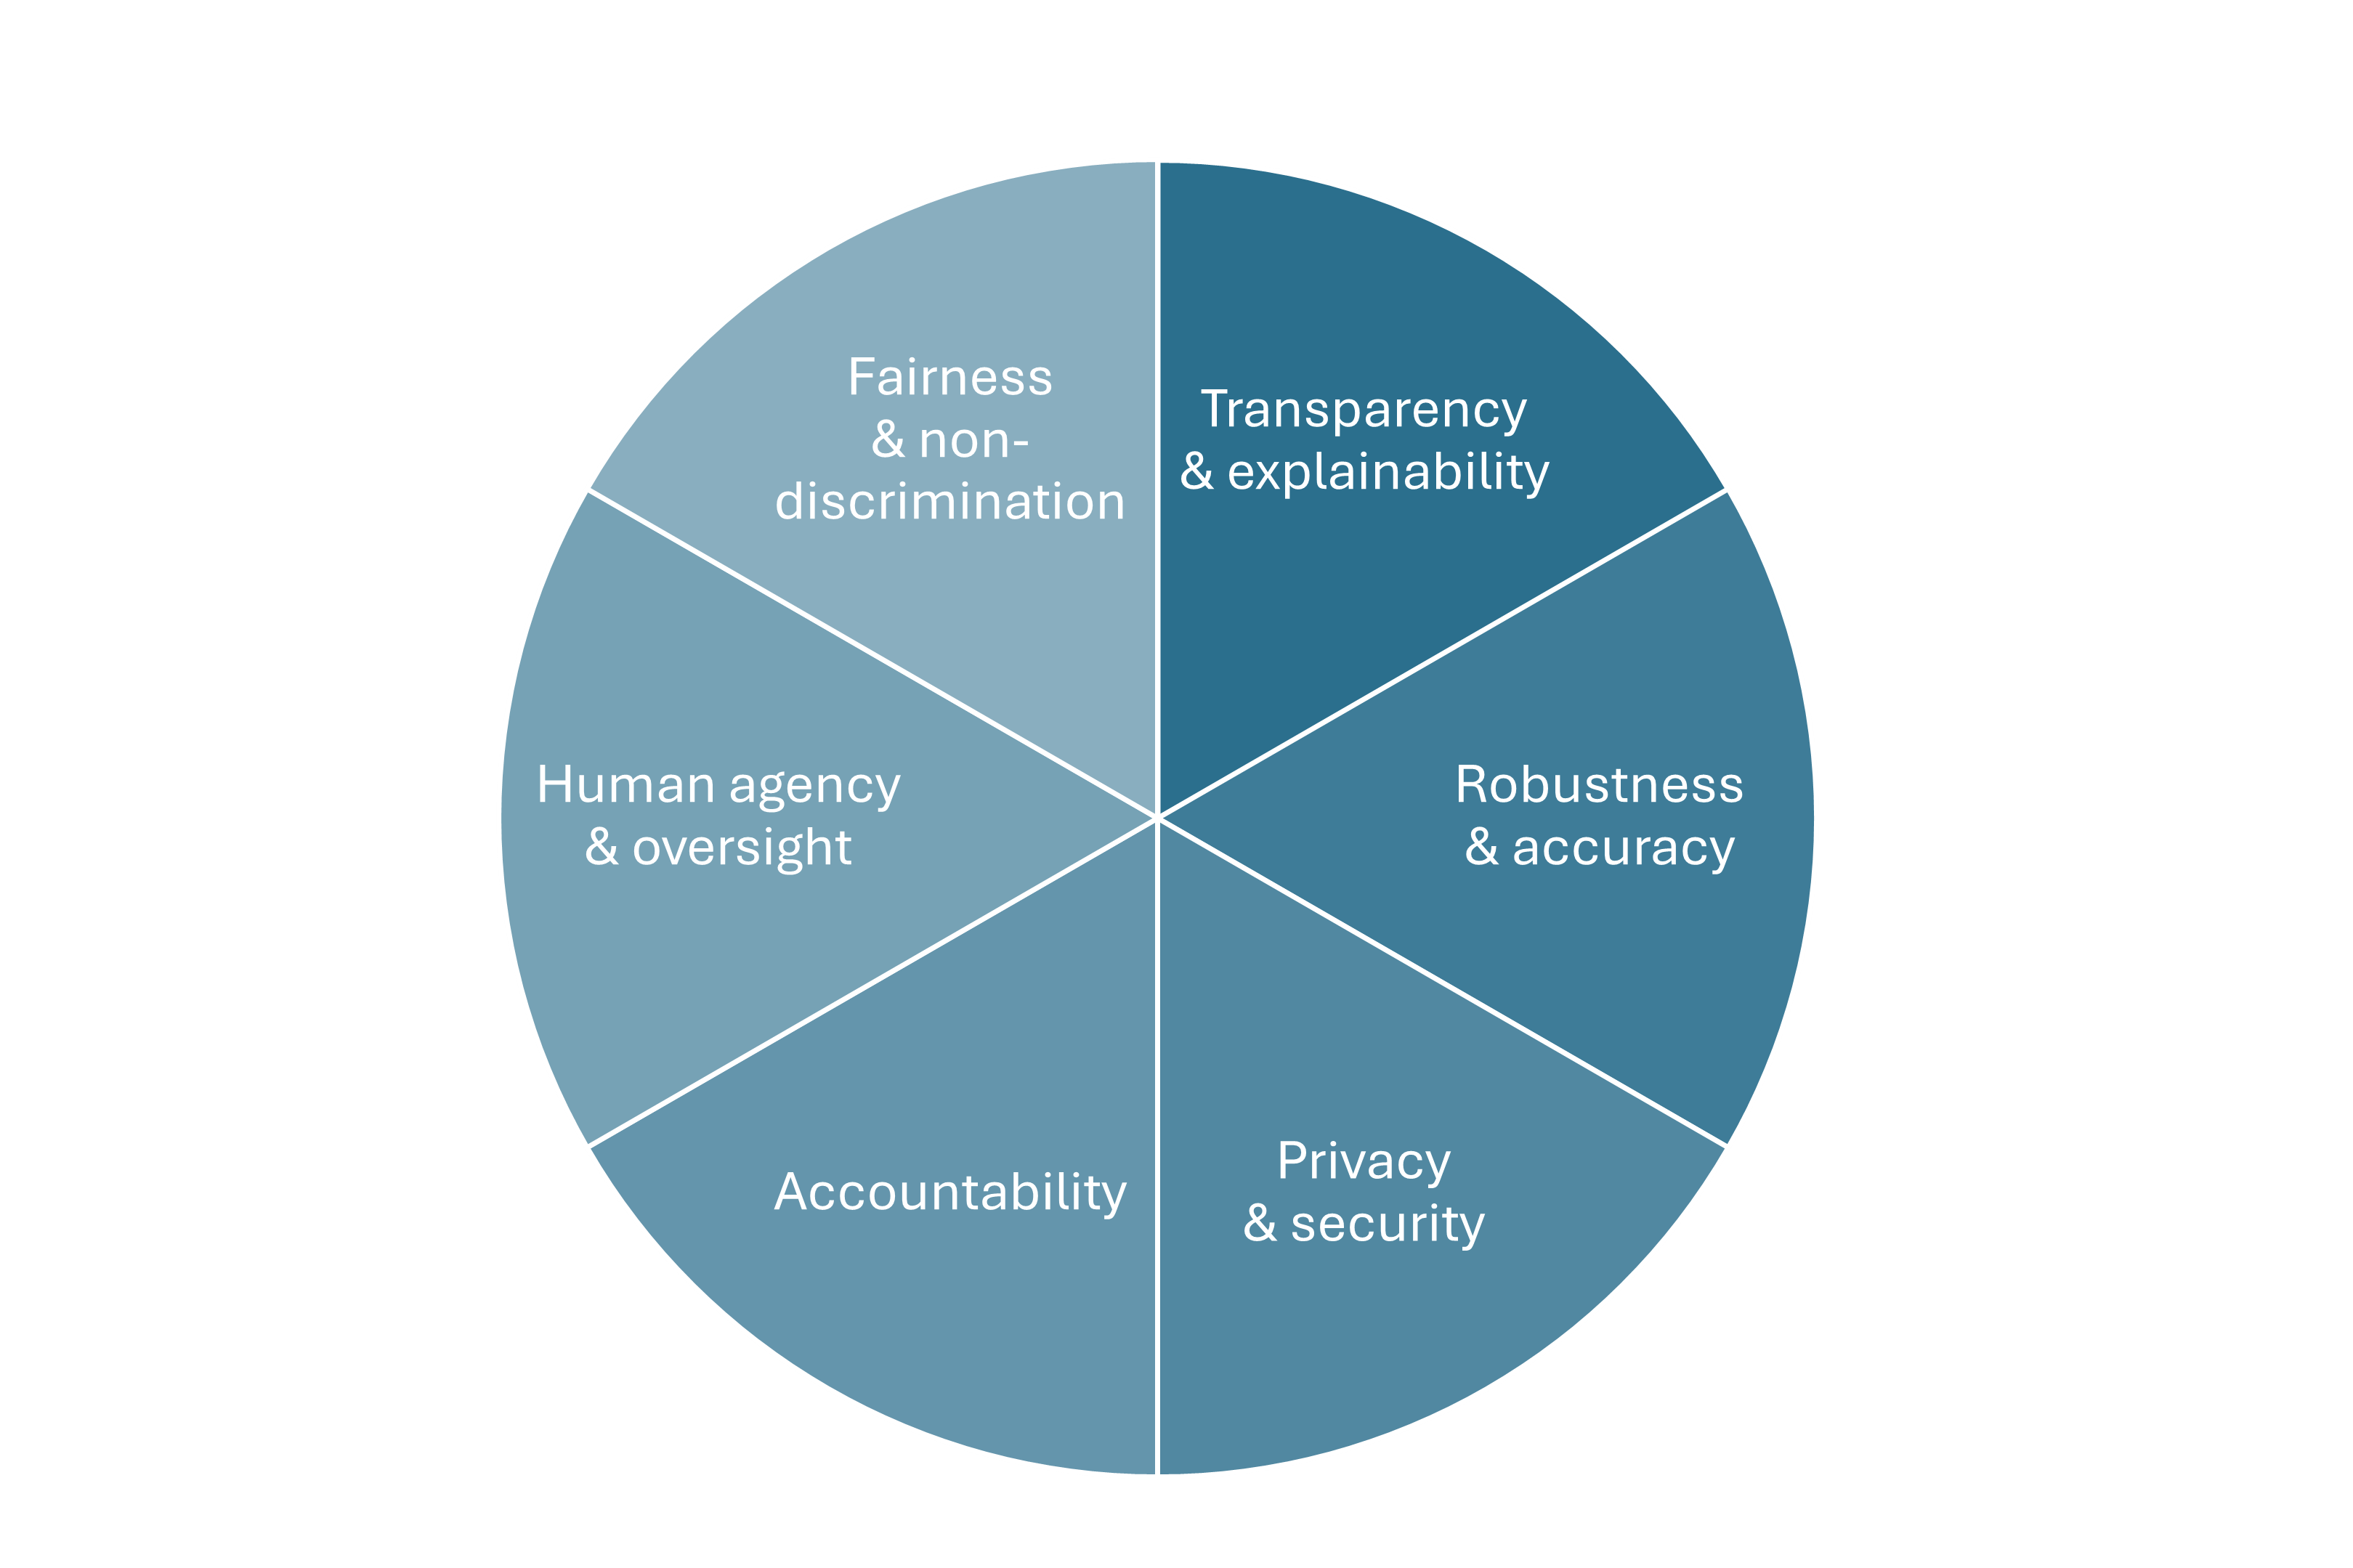 Transparency
& explainability
Robustness
& accuracy
Privacy
& security
Accountability
Human agency
& oversight
Fairness
& non-
discrimination